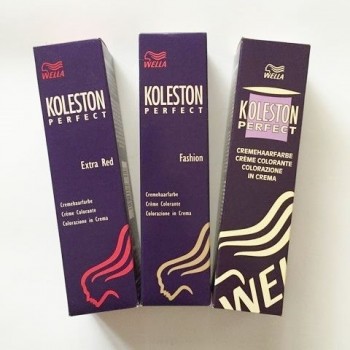 WELLA
KOLESTON
PERFECT
Extra Red
Cremehaarfarbe
Crème Colorante
Colorazione in Crema
WELLA
KOLESTON
PERFECT
Fashion
Cremehaarfarbe
Crème Colorante
Colorazione in Crema
WELLA
KOLESTON
PERFECT
CREMEHAARFARBE
CRÈME COLORANTE
COLORAZIONE
IN CREMA
WEL